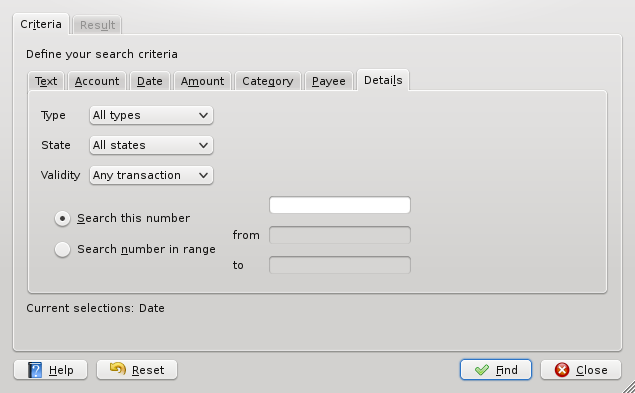 Criteria Result
Define your search criteria
Text Account Date Amount Category Payee Details
Type All types
State All states
Validity Any transaction
Search this number
from
Search number in range
to
Current selections: Date
Help Reset Find Close